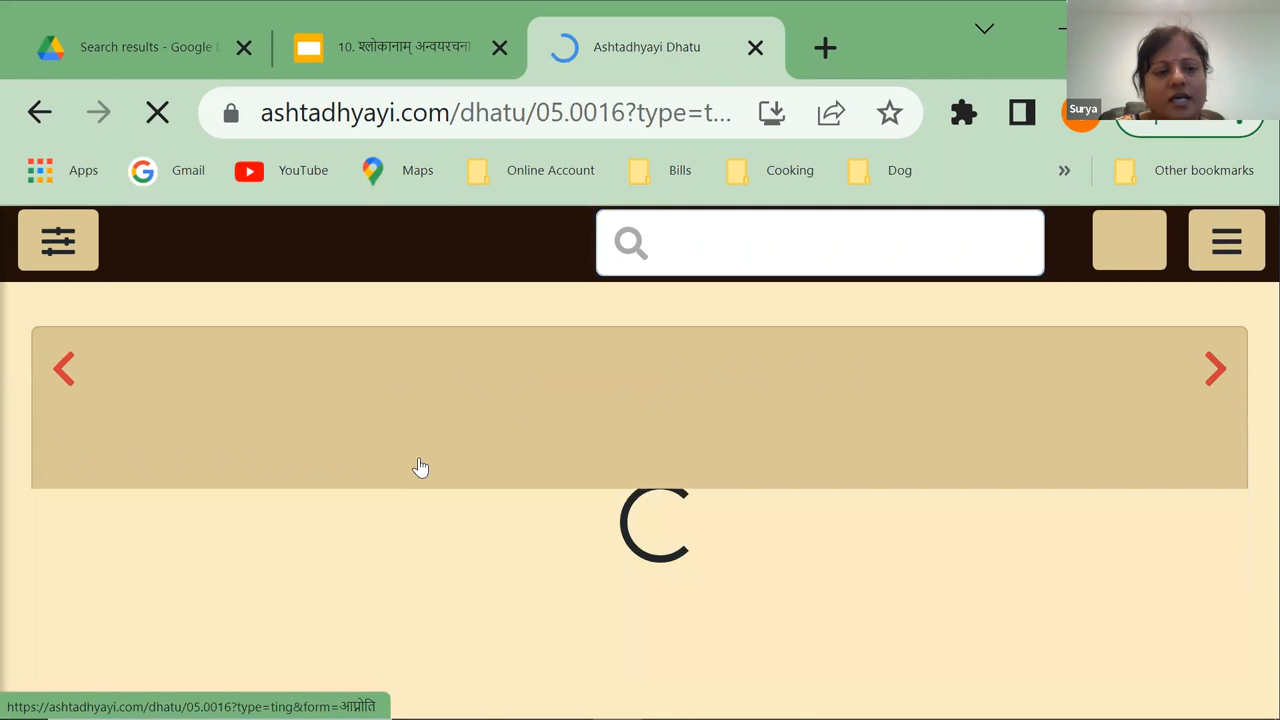 Search results - Google
10. श्लोकानाम् अन्वयरचना
Ashtadhyayi Dhatu
ashtadhyayi.com/dhatu/05.0016?type=t...
Surya
Apps
Gmail
YouTube
Maps
Online Account
Bills
Cooking
Dog
Other bookmarks
https://ashtadhyayi.com/dhatu/05.0016?type=ting&form=आप्नोति